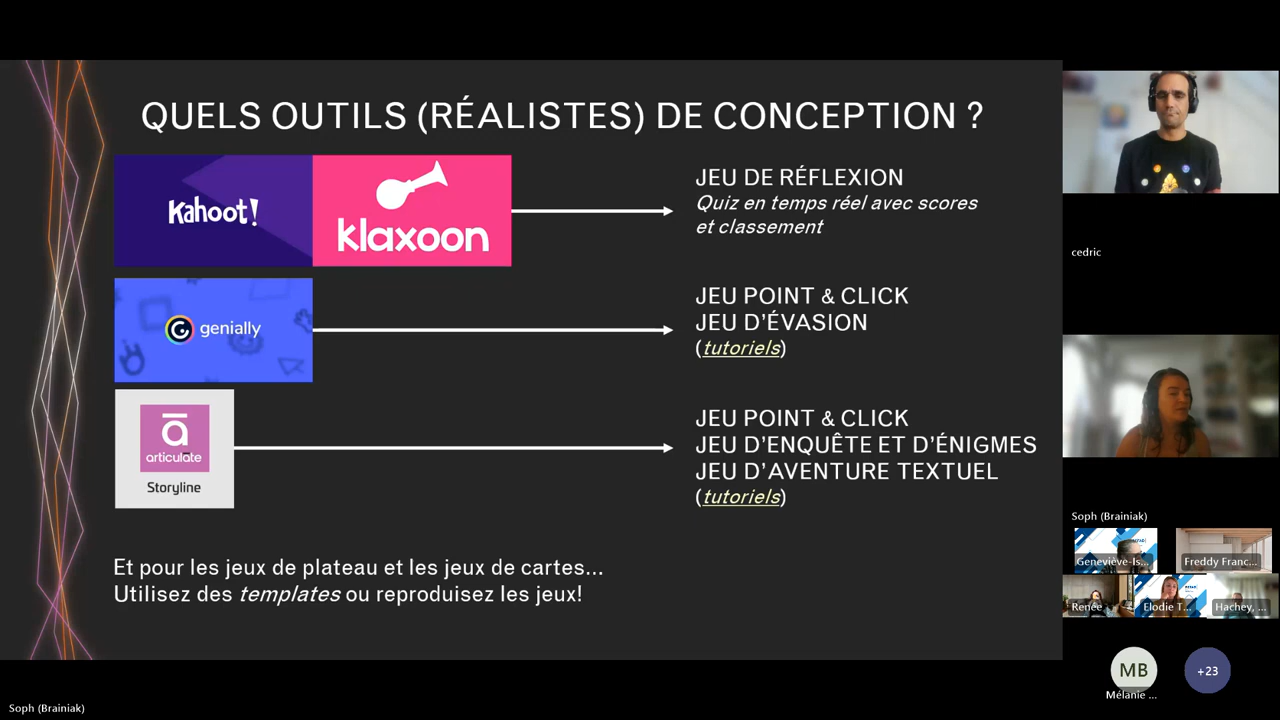 QUELS OUTILS (RÉALISTES) DE CONCEPTION ?
Kahoot!
klaxoon
JEU DE RÉFLEXION
Quiz en temps réel avec scores
et classement
genially
JEU POINT & CLICK
JEU D'ÉVASION
(tutoriels)
ā
articulate
Storyline
JEU POINT & CLICK
JEU D'ENQUÊTE ET D'ÉNIGMES
JEU D'AVENTURE TEXTUEL
(tutoriels)
Et pour les jeux de plateau et les jeux de cartes...
Utilisez des templates ou reproduisez les jeux!
cedric
Soph (Brainiak)
Geneviève-Is...
Freddy Franc...
Renée
Elodie T...
Hachey, ...
MB
+23
Mélanie ...
Soph (Brainiak)